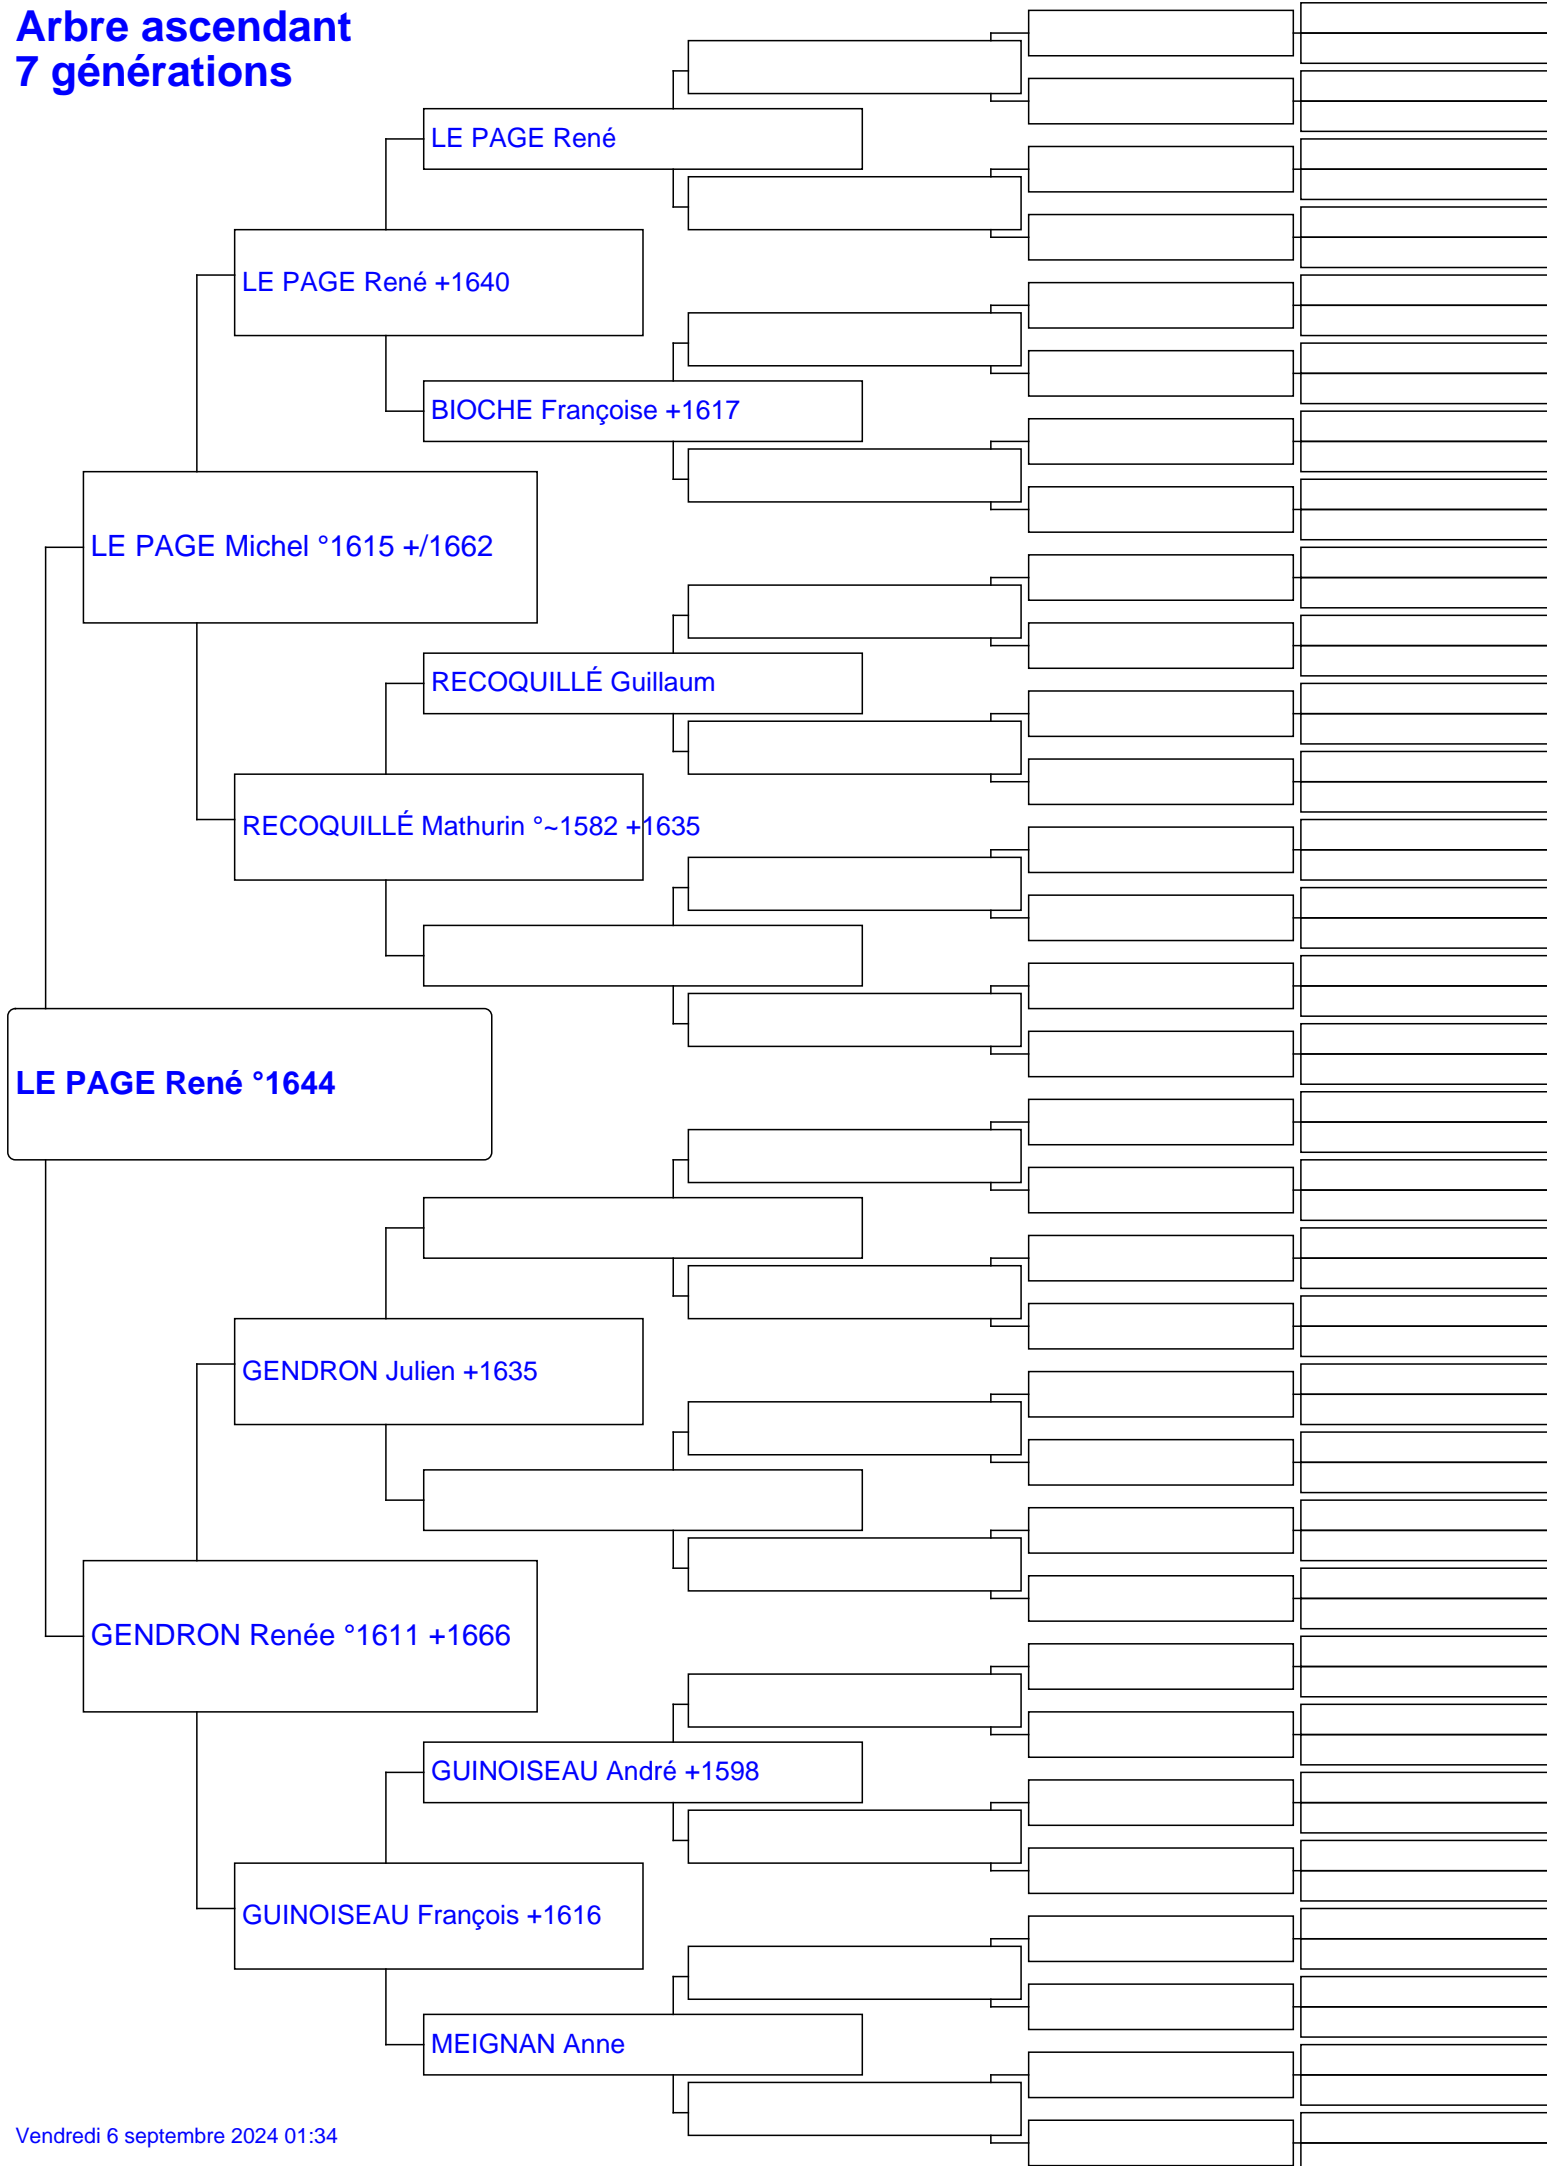 Arbre ascendant
7 générations
LE PAGE René
LE PAGE René +1640
BIOCHE Françoise +1617
LE PAGE Michel °1615 +/1662
RECOQUILLÉ Guillaum
RECOQUILLÉ Mathurin °~1582 +1635
LE PAGE René °1644
GENDRON Julien +1635
GENDRON Renée °1611 +1666
GUINOISEAU André +1598
GUINOISEAU François +1616
MEIGNAN Anne
Vendredi 6 septembre 2024 01:34